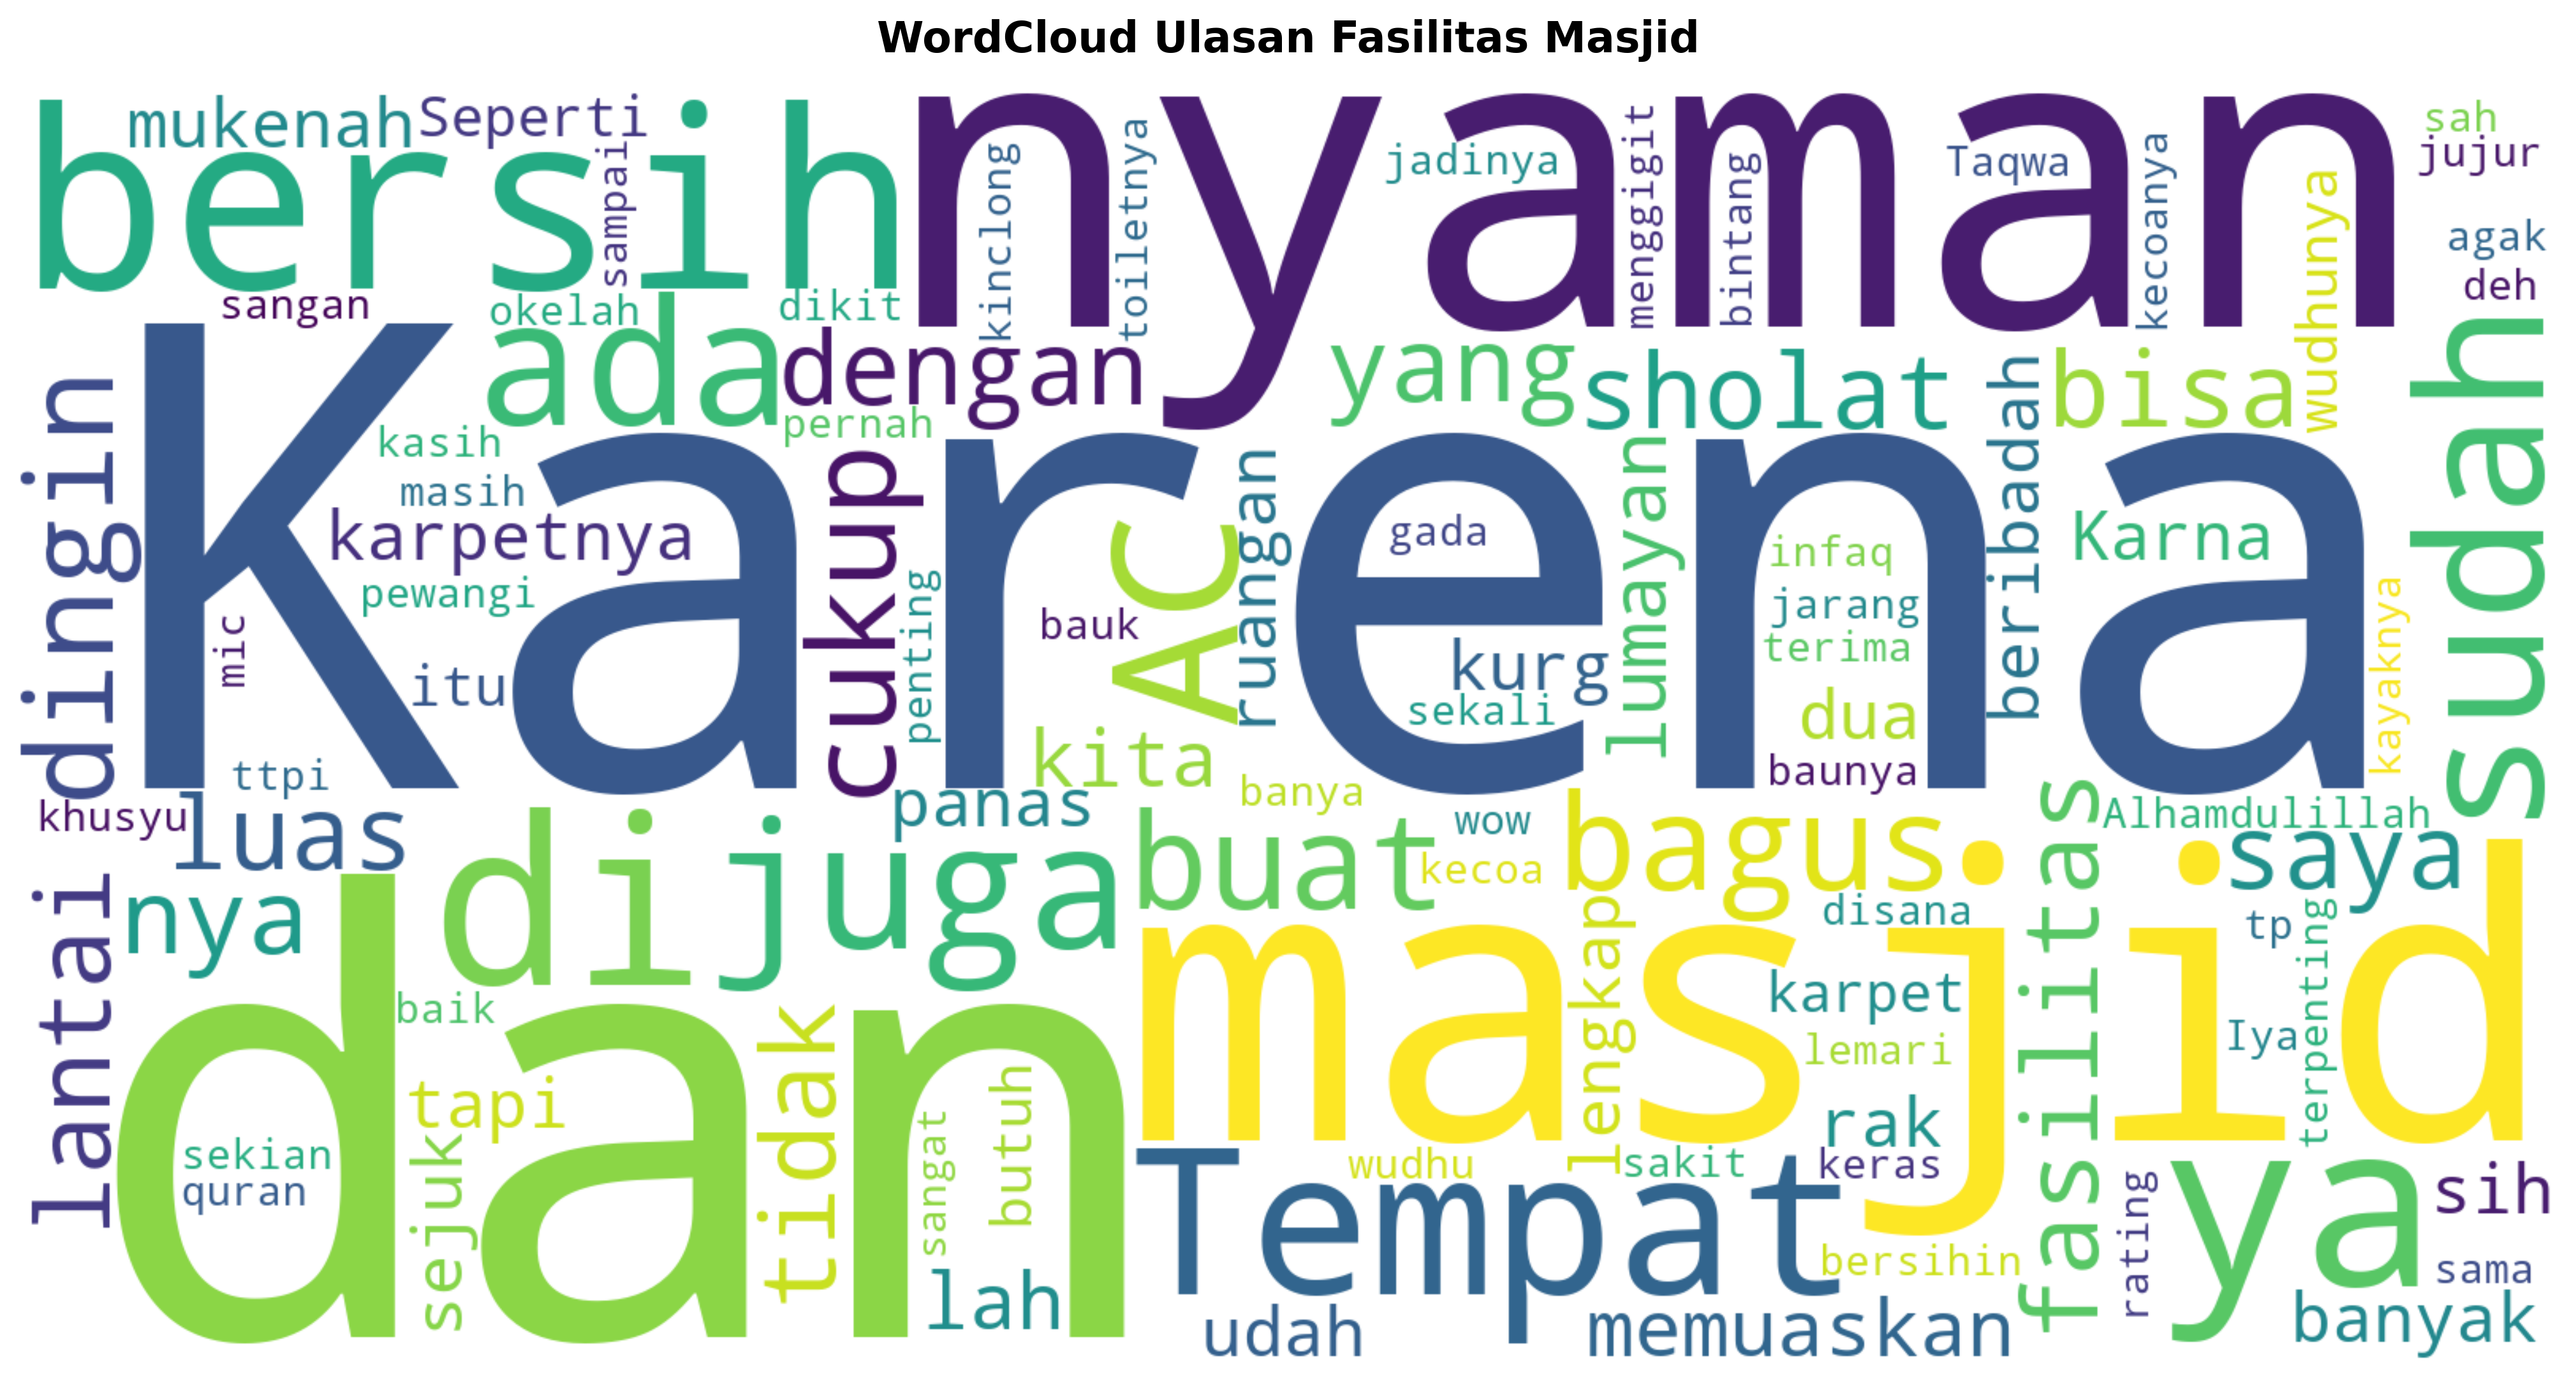 WordCloud Ulasan Fasilitas Masjid
bersih
mukenah
Seperti
sampai
nyaman
kinclong
toiletnya
jadinya
menggigit
bintang
Taqwa
kecoanya
wudhunya
sah
jujur
agak
deh
sangan
okelah
dikit
ada
dengan
pernah
yang
sholat
beribadah
bisa
sudah
dingin
Karena
kasih
masih
karpetnya
pewangi
mic
itu
ttpi
cukup
penting
bauk
Ac
ruangan
gada
kurg
sekali
lumayan
infaq
jarang
terima
dua
baunya
Karna
kayaknya
kita
banya
panas
khusyu
luas
nya
lantai
di
juga
buat
wow
kecoa
bagus
disana
fasilitas
Alhamdulillah
saya
tp
terpenting
Iya
masjid
lengkap
karpet
lemari
rak
keras
dan
baik
tapi
sekian
quran
sejuk
tidak
sangat
butuh
lah
Tempat
wudhu
sakit
bersihin
udah
memuaskan
rating
ya
sih
sama
banyak